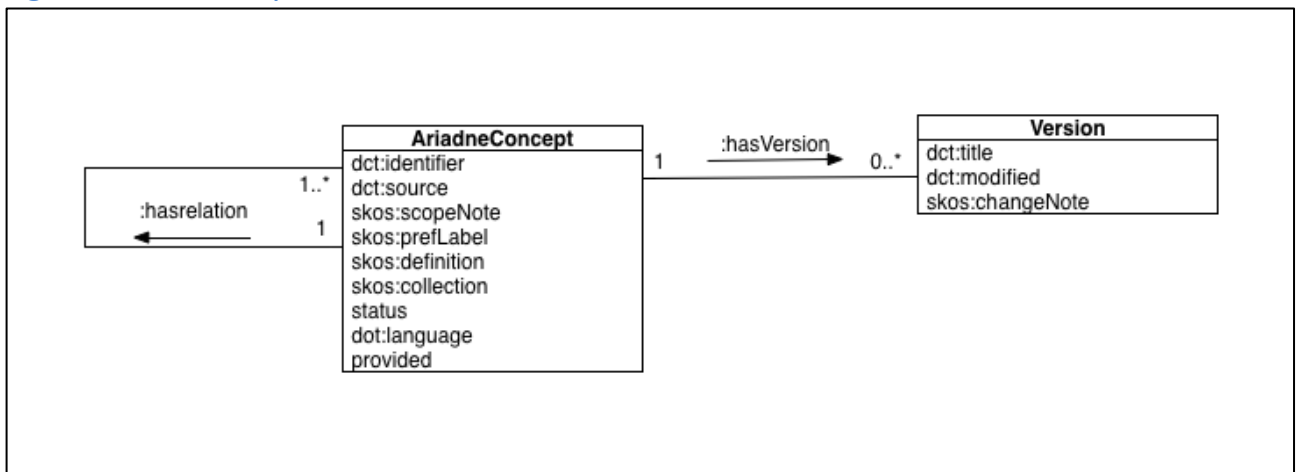 AriadneConcept
dct:identifier
dct:source
skos:scopeNote
skos:prefLabel
skos:definition
skos:collection
status
dot:language
provided
1..*
:hasrelation
1
1
:hasVersion
0..*
Version
dct:title
dct:modified
skos:changeNote